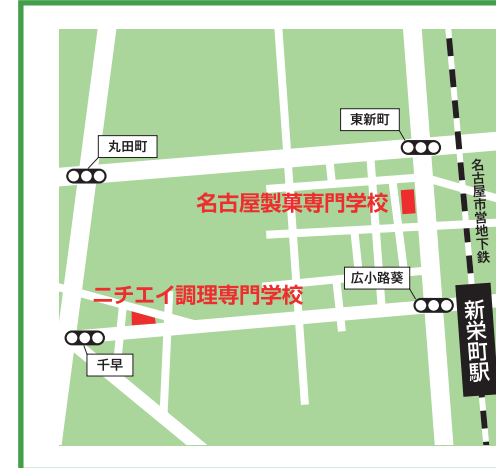 東新町
丸田町
名古屋市営地下鉄
名古屋製菓専門学校
広小路葵
ニチエイ調理専門学校
新栄町駅
千早